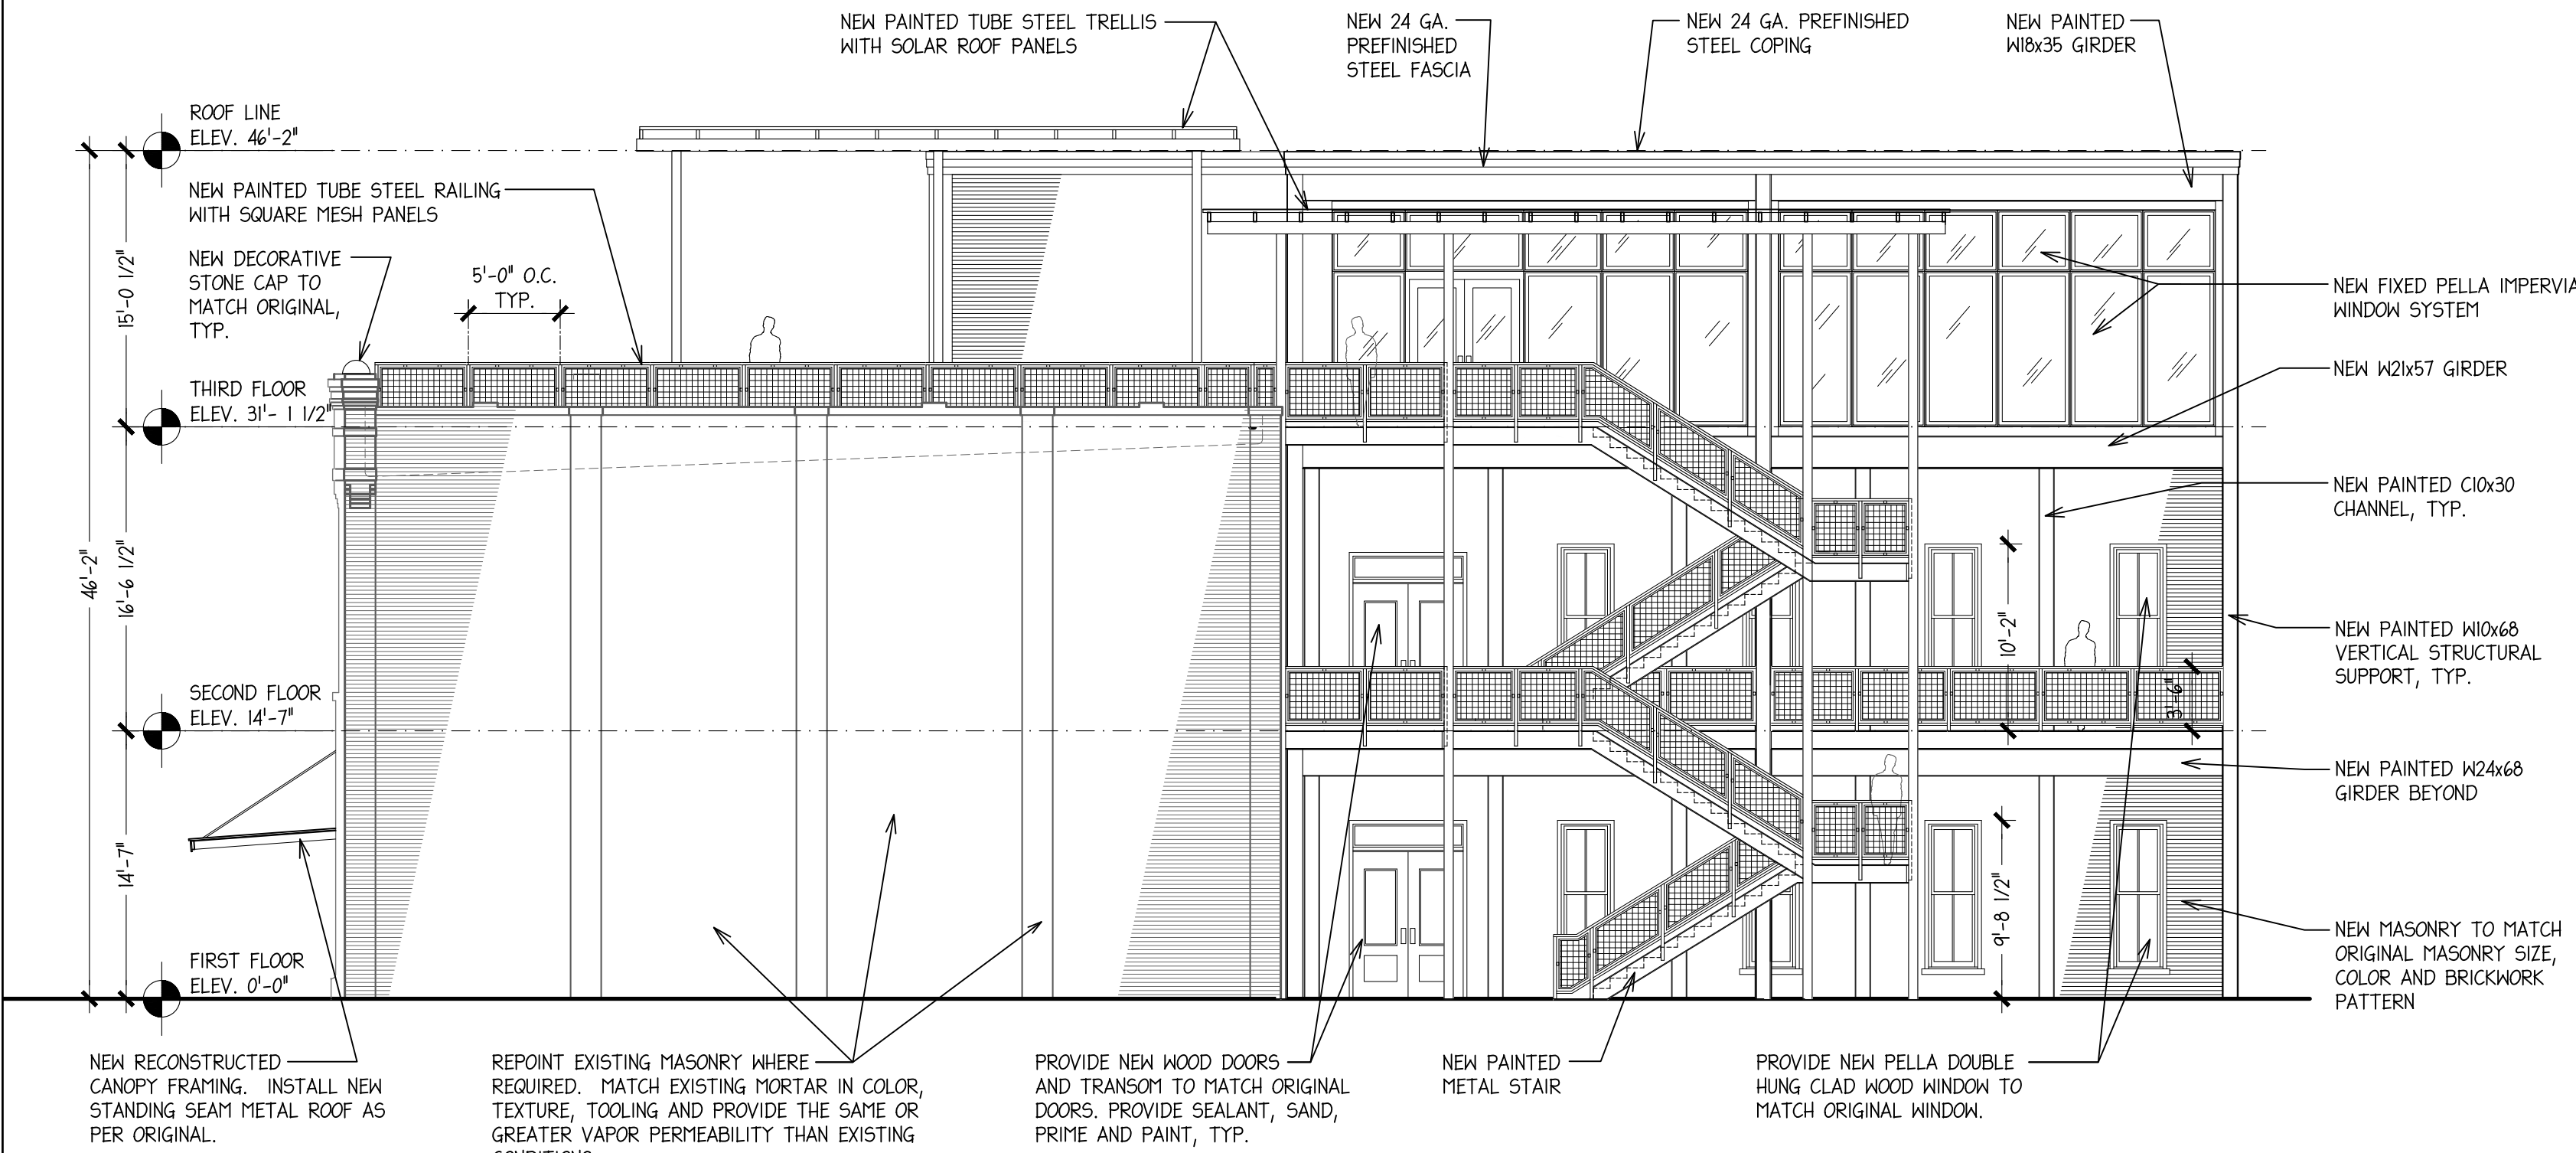 NEW PAINTED TUBE STEEL TRELLIS
WITH SOLAR ROOF PANELS
NEW 24 GA.
PREFINISHED
STEEL FASCIA
NEW 24 GA. PREFINISHED
STEEL COPING
NEW PAINTED
W18x35 GIRDER
ROOF LINE
ELEV. 46'-2"
NEW PAINTED TUBE STEEL RAILING
WITH SQUARE MESH PANELS
NEW DECORATIVE
STONE CAP TO
MATCH ORIGINAL,
TYP.
5'-0" O.C.
TYP.
15'-0 1/2"
THIRD FLOOR
ELEV. 31'- 1 1/2"
46'-2"
16'-6 1/2"
SECOND FLOOR
ELEV. 14'-7"
14'-7"
FIRST FLOOR
ELEV. 0'-0"
10'-2"
3'-6"
9'-8 1/2"
NEW FIXED PELLA IMPERVIA
WINDOW SYSTEM
NEW W21x57 GIRDER
NEW PAINTED C10x30
CHANNEL, TYP.
NEW PAINTED W10x68
VERTICAL STRUCTURAL
SUPPORT, TYP.
NEW PAINTED W24x68
GIRDER BEYOND
NEW MASONRY TO MATCH
ORIGINAL MASONRY SIZE,
COLOR AND BRICKWORK
PATTERN
NEW RECONSTRUCTED
CANOPY FRAMING. INSTALL NEW
STANDING SEAM METAL ROOF AS
PER ORIGINAL.
REPOINT EXISTING MASONRY WHERE
REQUIRED. MATCH EXISTING MORTAR IN COLOR,
TEXTURE, TOOLING AND PROVIDE THE SAME OR
GREATER VAPOR PERMEABILITY THAN EXISTING
PROVIDE NEW WOOD DOORS
AND TRANSOM TO MATCH ORIGINAL
DOORS. PROVIDE SEALANT, SAND,
PRIME AND PAINT, TYP.
NEW PAINTED
METAL STAIR
PROVIDE NEW PELLA DOUBLE
HUNG CLAD WOOD WINDOW TO
MATCH ORIGINAL WINDOW.